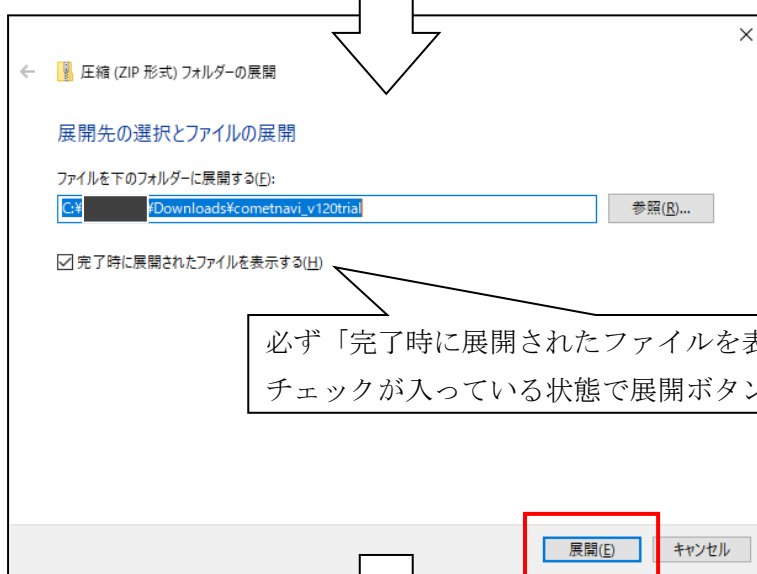 圧縮 (ZIP 形式) フォルダーの展開
展開先の選択とファイルの展開
ファイルを下のフォルダーに展開する(F):
C:¥ ¥Downloads¥cometnavi_v120trial
参照(R)...
完了時に展開されたファイルを表示する(H)
必ず「完了時に展開されたファイルを表
チェックが入っている状態で展開ボタン
展開(E)
キャンセル